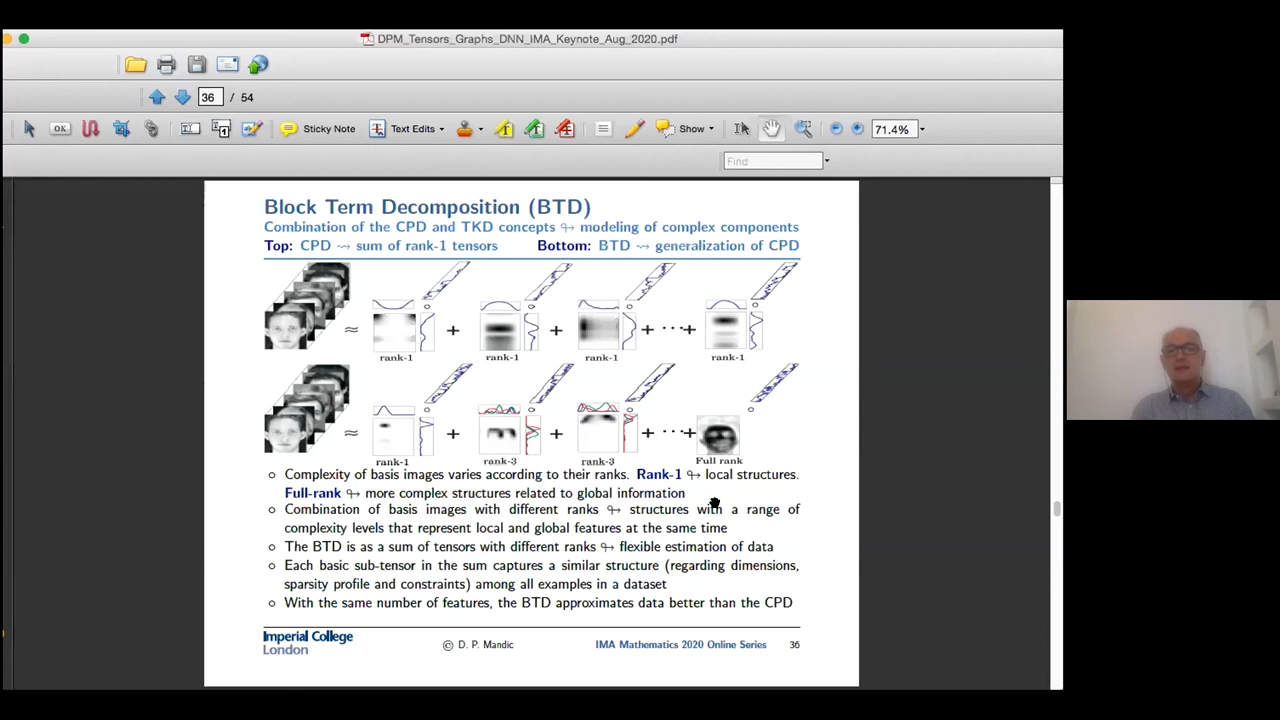 DPM_Tensors_Graphs_DNN_IMA_Keynote_Aug_2020.pdf
36 / 54
OK Sticky Note T Text Edits T T T Show 71.4%
Find
Block Term Decomposition (BTD)
Combination of the CPD and TKD concepts ↬ modeling of complex components
Top: CPD ⇝ sum of rank-1 tensors Bottom: BTD ⇝ generalization of CPD
≈ + + + ⋯ +
rank-1 rank-1 rank-1 rank-1
≈ + + + ⋯ +
rank-1 rank-3 rank-3 Full rank
○ Complexity of basis images varies according to their ranks. Rank-1 ↬ local structures.
Full-rank ↬ more complex structures related to global information
○ Combination of basis images with different ranks ↬ structures with a range of
complexity levels that represent local and global features at the same time
○ The BTD is as a sum of tensors with different ranks ↬ flexible estimation of data
○ Each basic sub-tensor in the sum captures a similar structure (regarding dimensions,
sparsity profile and constraints) among all examples in a dataset
○ With the same number of features, the BTD approximates data better than the CPD
Imperial College
London
© D. P. Mandic
IMA Mathematics 2020 Online Series 36